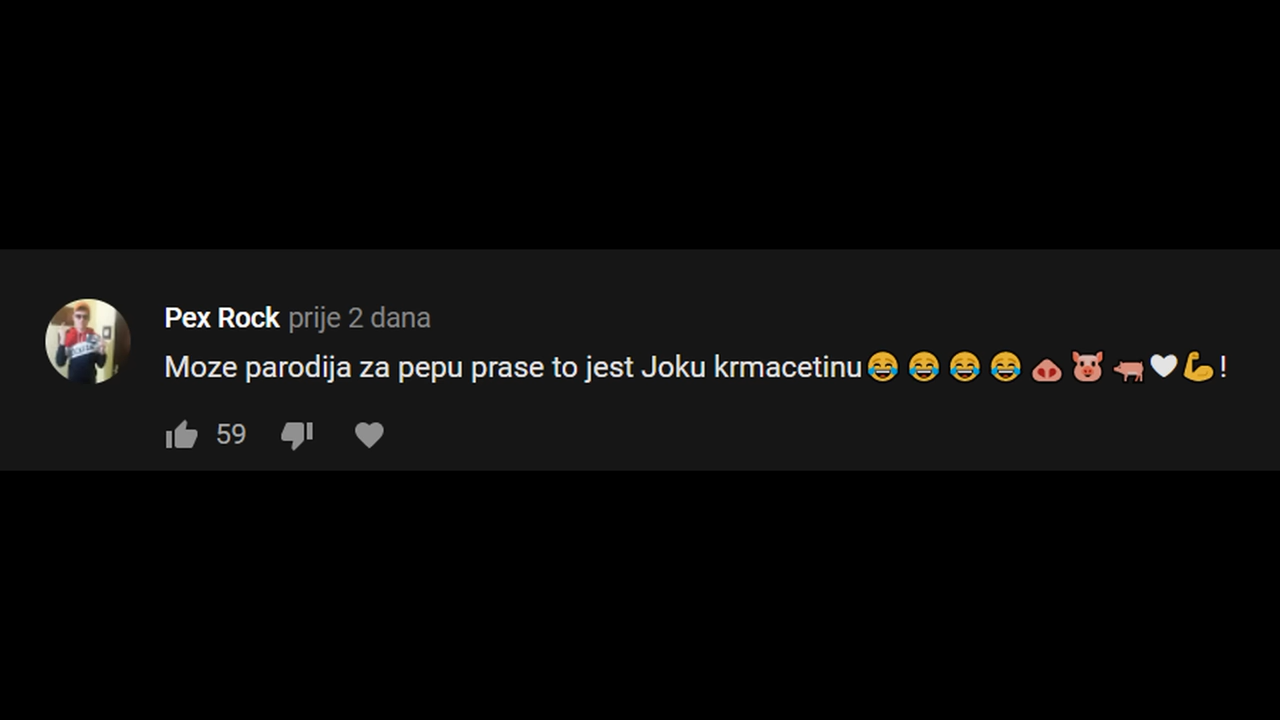 Pex Rock prije 2 dana
Moze parodija za pepu prase to jest Joku krmacetinu😂😂😂😂🐽🐷🐖🤍💪!
59